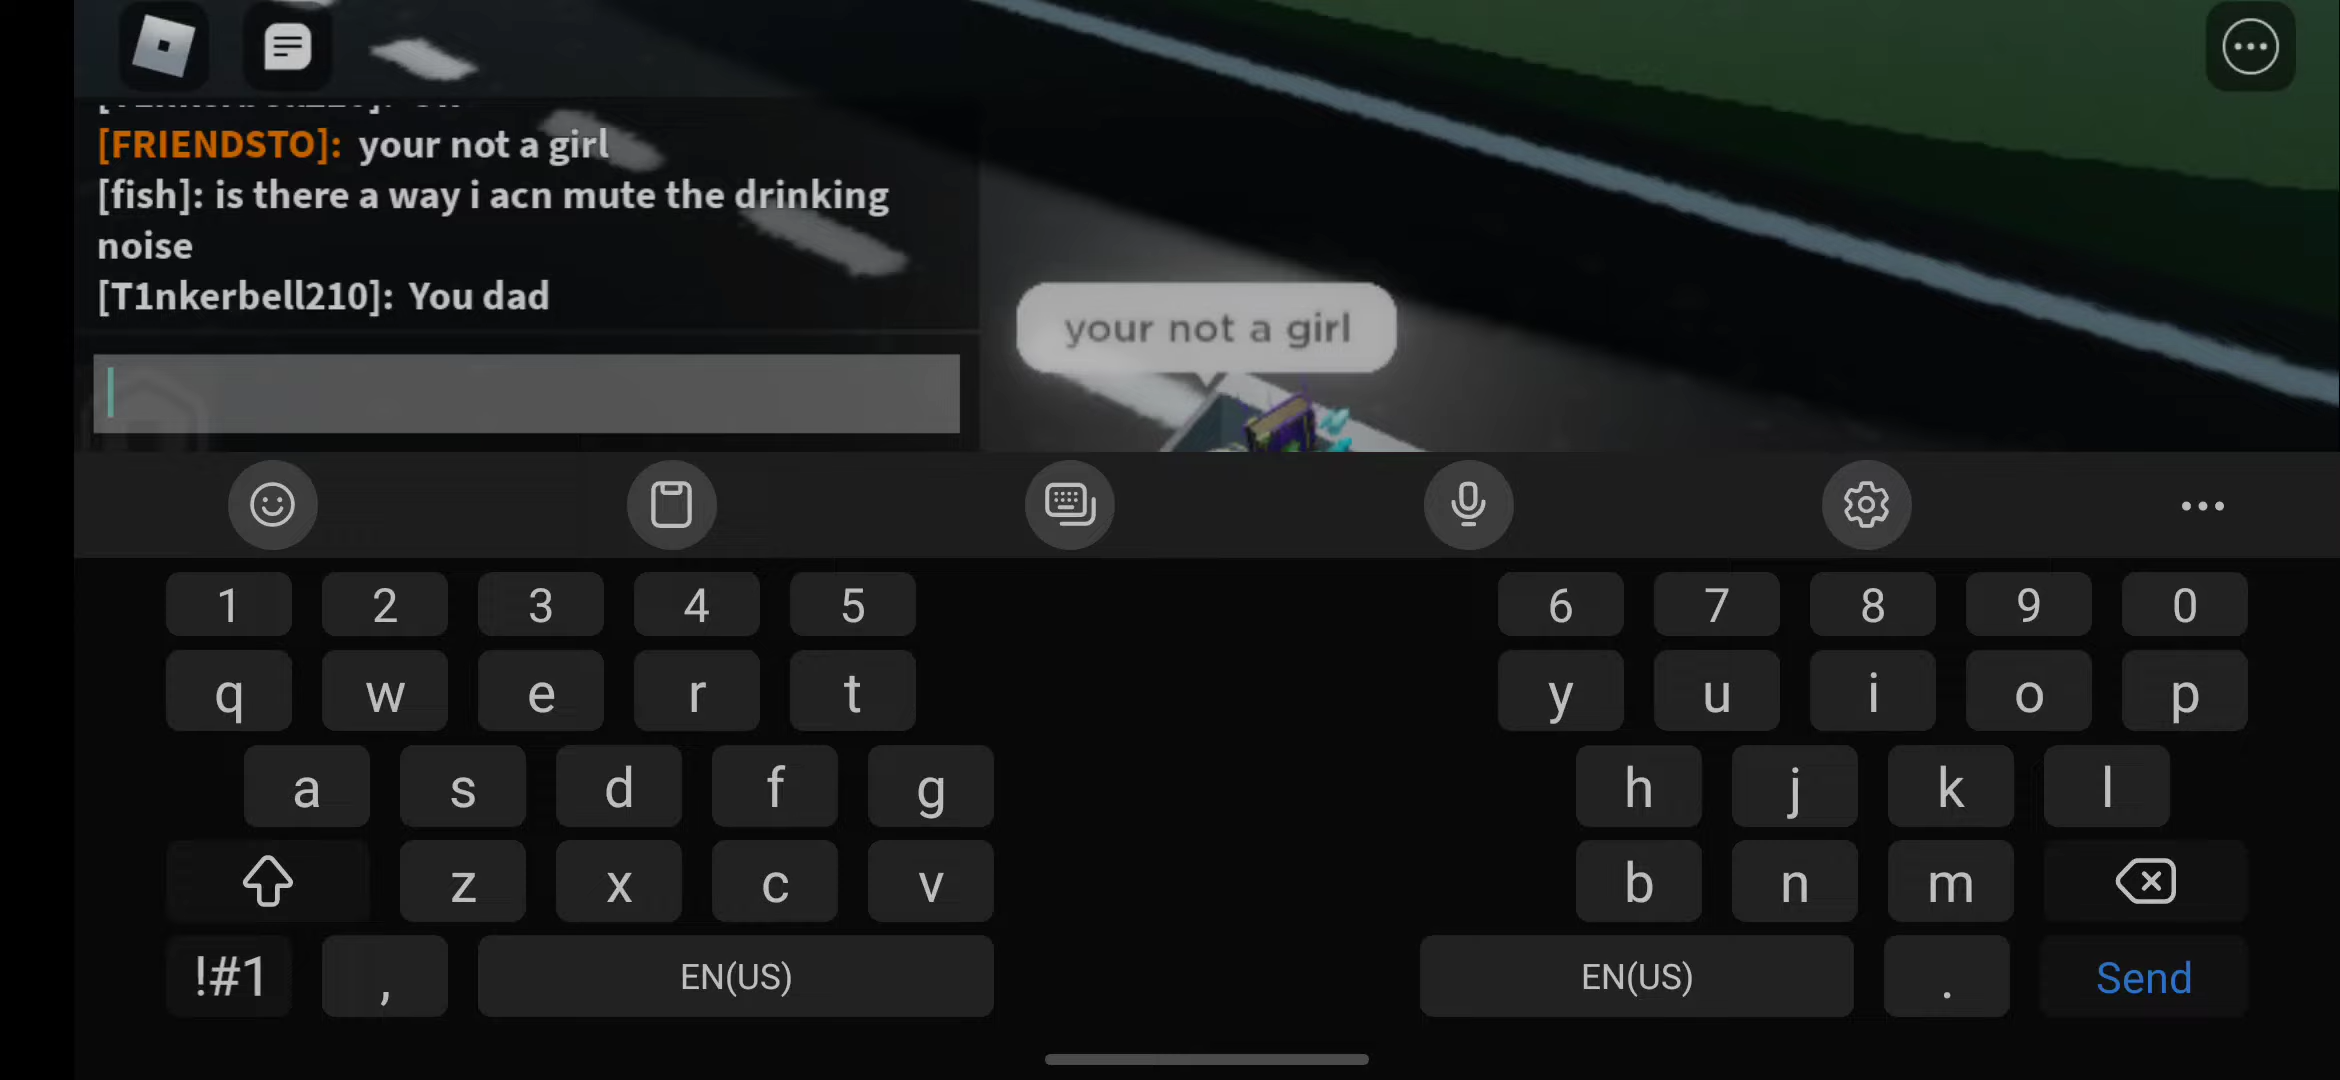 [FRIENDSTO]: your not a girl
[fish]: is there a way i acn mute the drinking
noise
[T1nkerbell210]: You dad
your not a girl
1 2 3 4 5 6 7 8 9 0
q w e r t y u i o p
a s d f g h j k l
z x c v b n m
!#1 , EN(US) EN(US) . Send